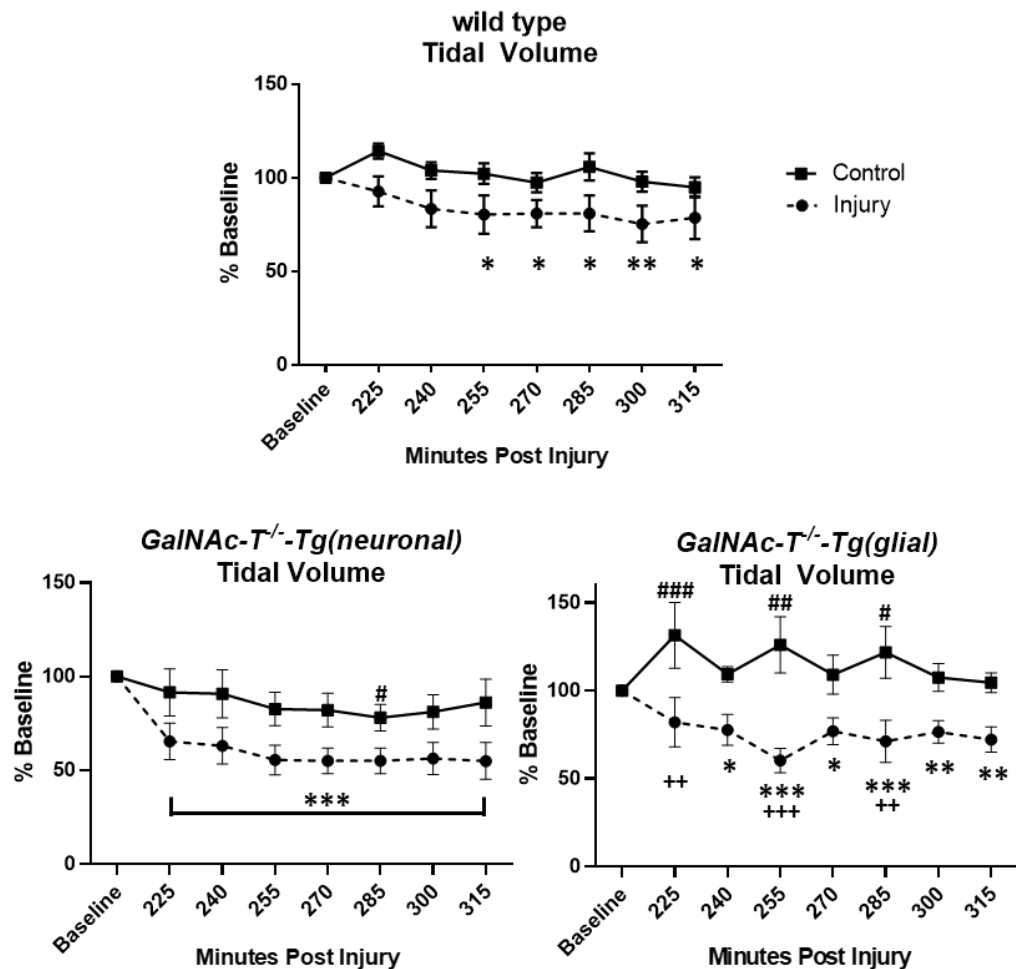 wild type
Tidal Volume
150
100
50
0
% Baseline
Control
Injury
* * * ** *
Baseline 225 240 255 270 285 300 315
Minutes Post Injury
GalNAc-T-/--Tg(neuronal)
Tidal Volume
150
100
50
0
% Baseline
#
***
Baseline 225 240 255 270 285 300 315
Minutes Post Injury
GalNAc-T-/--Tg(glial)
Tidal Volume
150
100
50
0
% Baseline
### ## #
++ * *** * *** ** **
+++ ++
Baseline 225 240 255 270 285 300 315
Minutes Post Injury